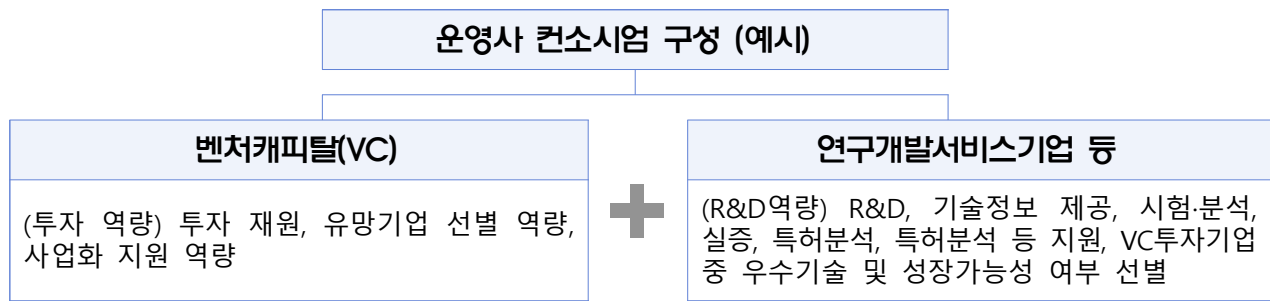 운영사 컨소시엄 구성 (예시)
벤처캐피탈(VC)
(투자 역량) 투자 재원, 유망기업 선별 역량,
사업화 지원 역량
연구개발서비스기업 등
(R&D역량) R&D, 기술정보 제공, 시험·분석,
실증, 특허분석, 특허분석 등 지원, VC투자기업
중 우수기술 및 성장가능성 여부 선별